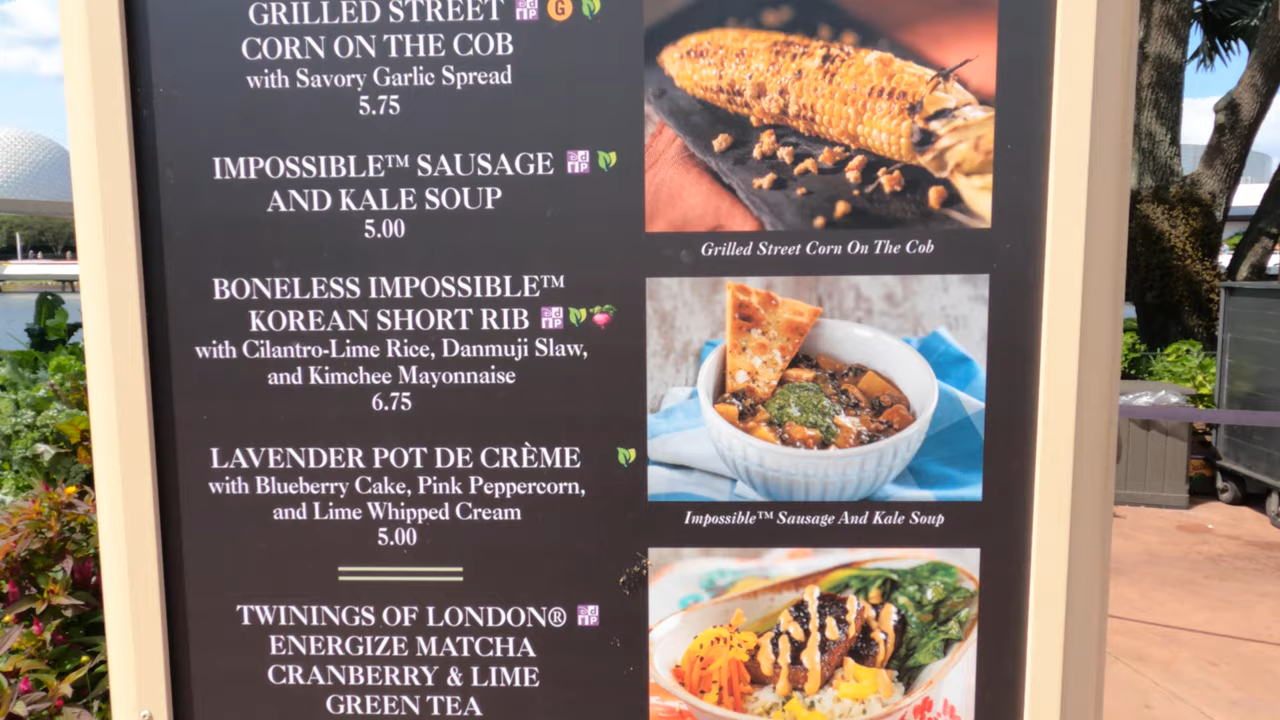 GRILLED STREET
G
CORN ON THE COB
with Savory Garlic Spread
5.75
IMPOSSIBLE™ SAUSAGE
AND KALE SOUP
5.00
BONELESS IMPOSSIBLE™
KOREAN SHORT RIB
with Cilantro-Lime Rice, Danmuji Slaw,
and Kimchee Mayonnaise
6.75
LAVENDER POT DE CRÈME
with Blueberry Cake, Pink Peppercorn,
and Lime Whipped Cream
5.00
TWININGS OF LONDON®
ENERGIZE MATCHA
CRANBERRY & LIME
GREEN TEA
Grilled Street Corn On The Cob
Impossible™ Sausage And Kale Soup